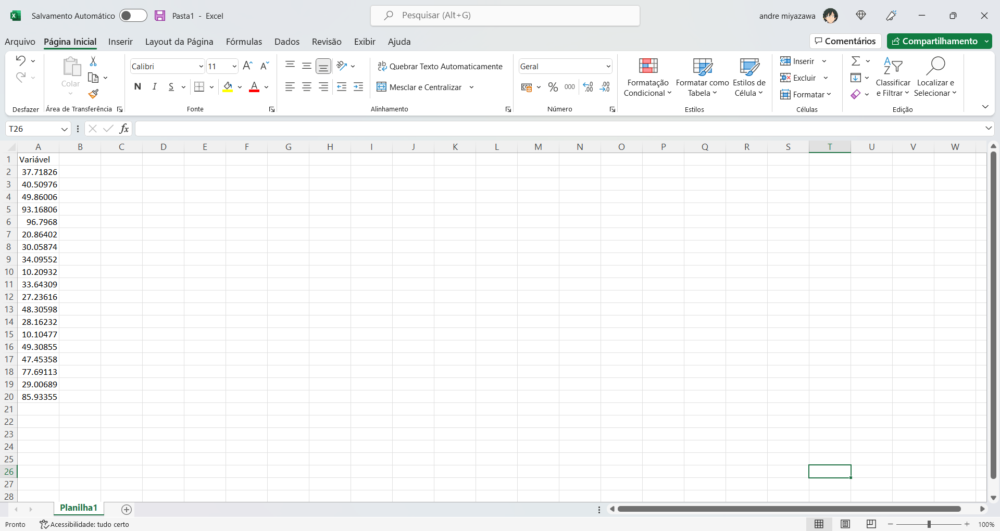 Salvamento Automático Pasta1 - Excel Pesquisar (Alt+G) andre miyazawa
Arquivo Página Inicial Inserir Layout da Página Fórmulas Dados Revisão Exibir Ajuda Comentários Compartilhamento
Colar
Calibri 11
N I S A
Quebrar Texto Automaticamente
Mesclar e Centralizar
Geral
% 000
Formatação Condicional
Formatar como Tabela
Estilos de Célula
Inserir
Excluir
Formatar
Classificar e Filtrar
Localizar e Selecionar
Desfazer Área de Transferência Fonte Alinhamento Número Estilos Células Edição
T26 fx
A B C D E F G H I J K L M N O P Q R S T U V W
1 Variável
2 37.71826
3 40.50976
4 49.86006
5 93.16806
6 96.7968
7 20.86402
8 30.05874
9 34.09552
10 10.20932
11 33.64309
12 27.23616
13 48.30598
14 28.16232
15 10.10477
16 49.30855
17 47.45358
18 77.69113
19 29.00689
20 85.93355
21
22
23
24
25
26
27
28
Planilha1
Pronto Acessibilidade: tudo certo 100%